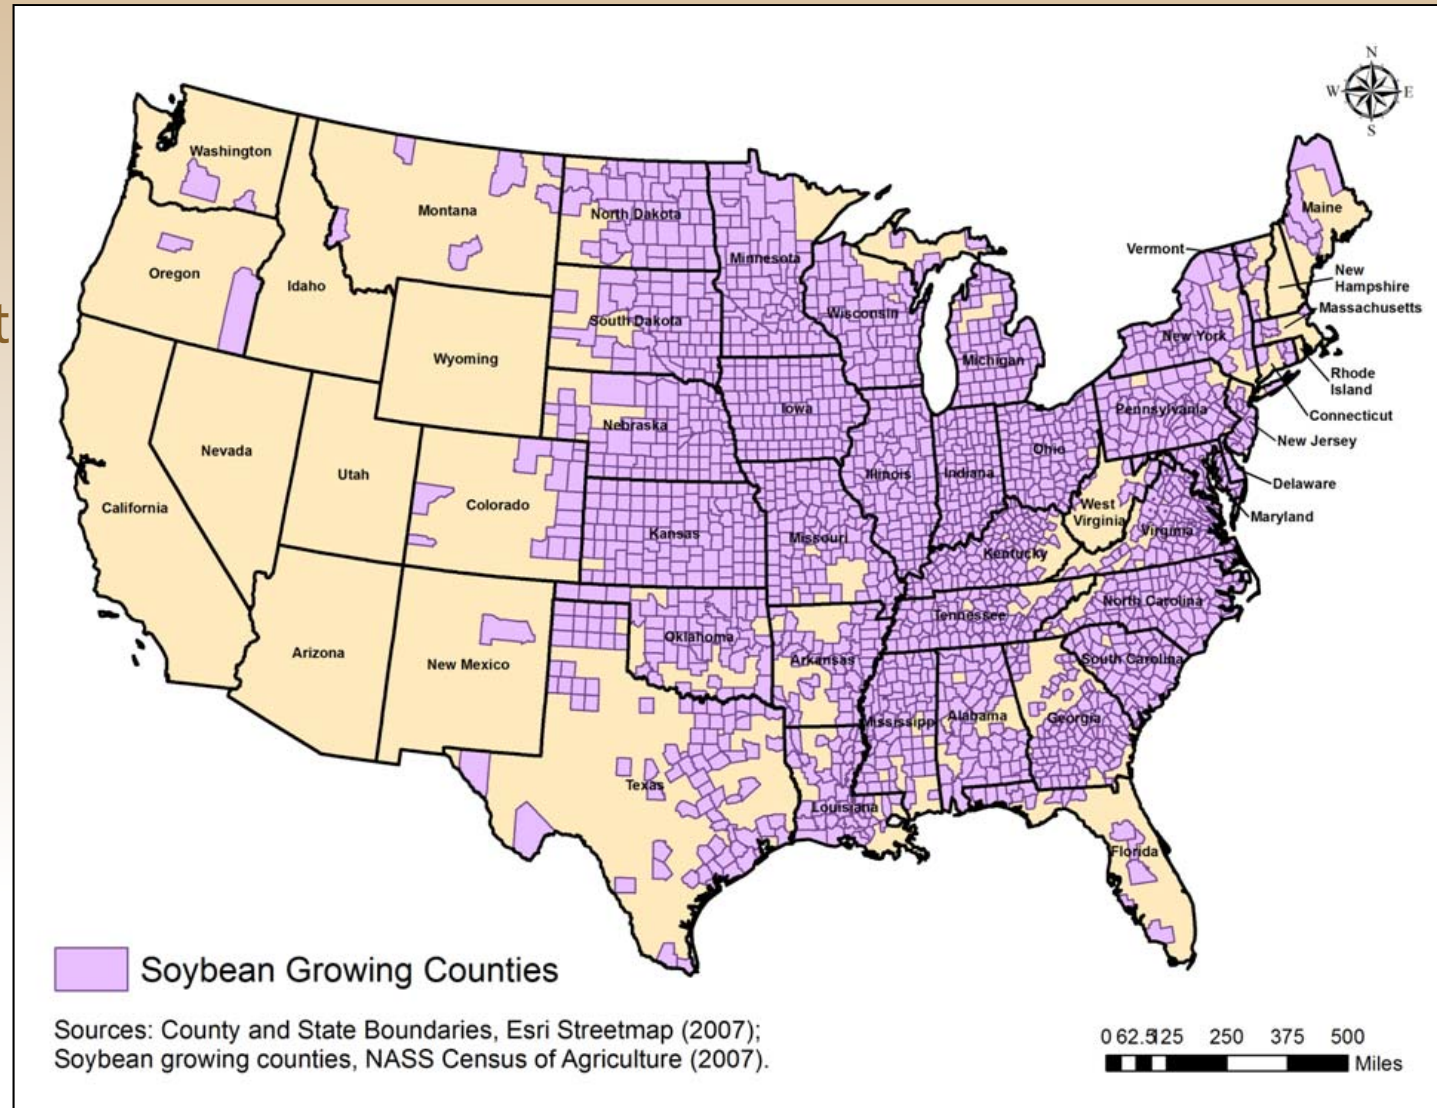 N
W E
S
Washington
Montana
North Dakota
Minnesota
Maine
Vermont
New
Hampshire
Massachusetts
Oregon
Idaho
South Dakota
Wisconsin
Michigan
New York
Rhode
Island
Connecticut
t
Wyoming
Nebraska
Iowa
Pennsylvania
New Jersey
Nevada
Utah
Colorado
Kansas
Illinois
Indiana
Ohio
Delaware
California
Missouri
West
Virginia
Virginia
Maryland
Kentucky
Arizona
New Mexico
Oklahoma
Arkansas
Tennessee
North Carolina
South Carolina
Texas
Mississippi
Alabama
Georgia
Louisiana
Florida
Soybean Growing Counties
Sources: County and State Boundaries, Esri Streetmap (2007);
Soybean growing counties, NASS Census of Agriculture (2007).
0 62.5 125 250 375 500
Miles